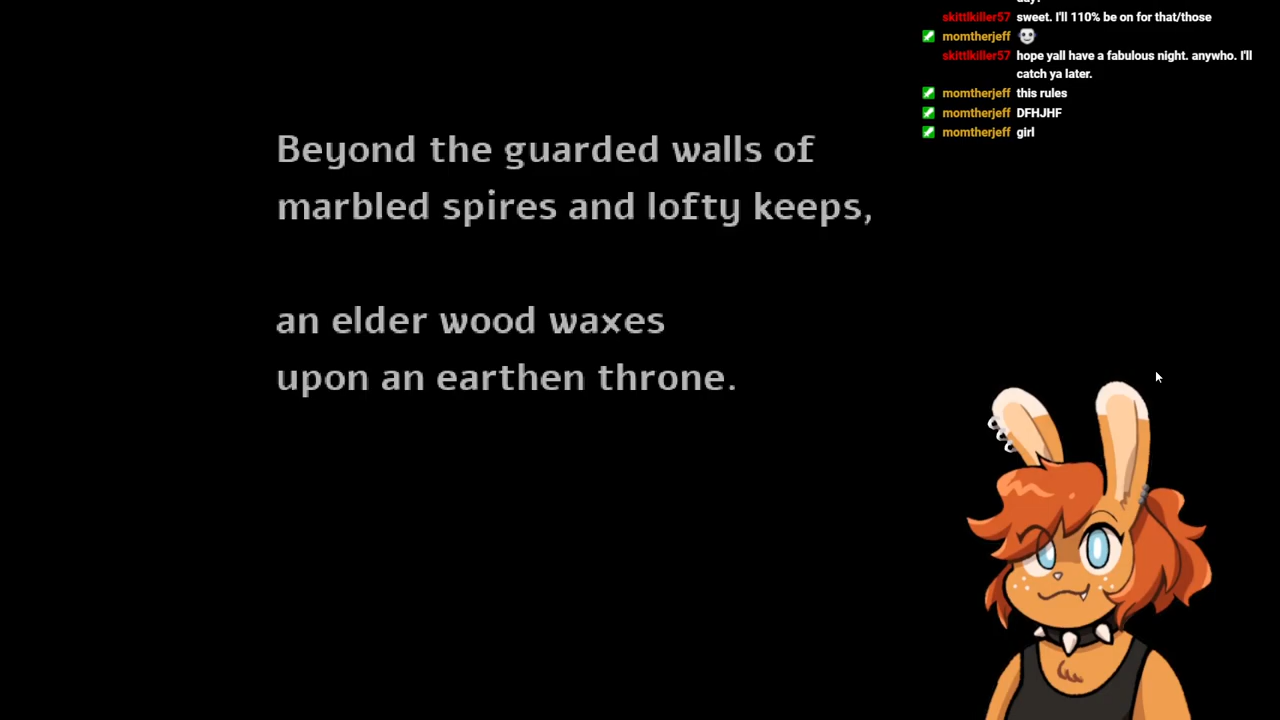 day?
skittlkiller57 sweet. I'll 110% be on for that/those
momtherjeff
skittlkiller57 hope yall have a fabulous night. anywho. I'll
catch ya later.
momtherjeff this rules
momtherjeff DFHJHF
momtherjeff girl
Beyond the guarded walls of
marbled spires and lofty keeps,
an elder wood waxes
upon an earthen throne.